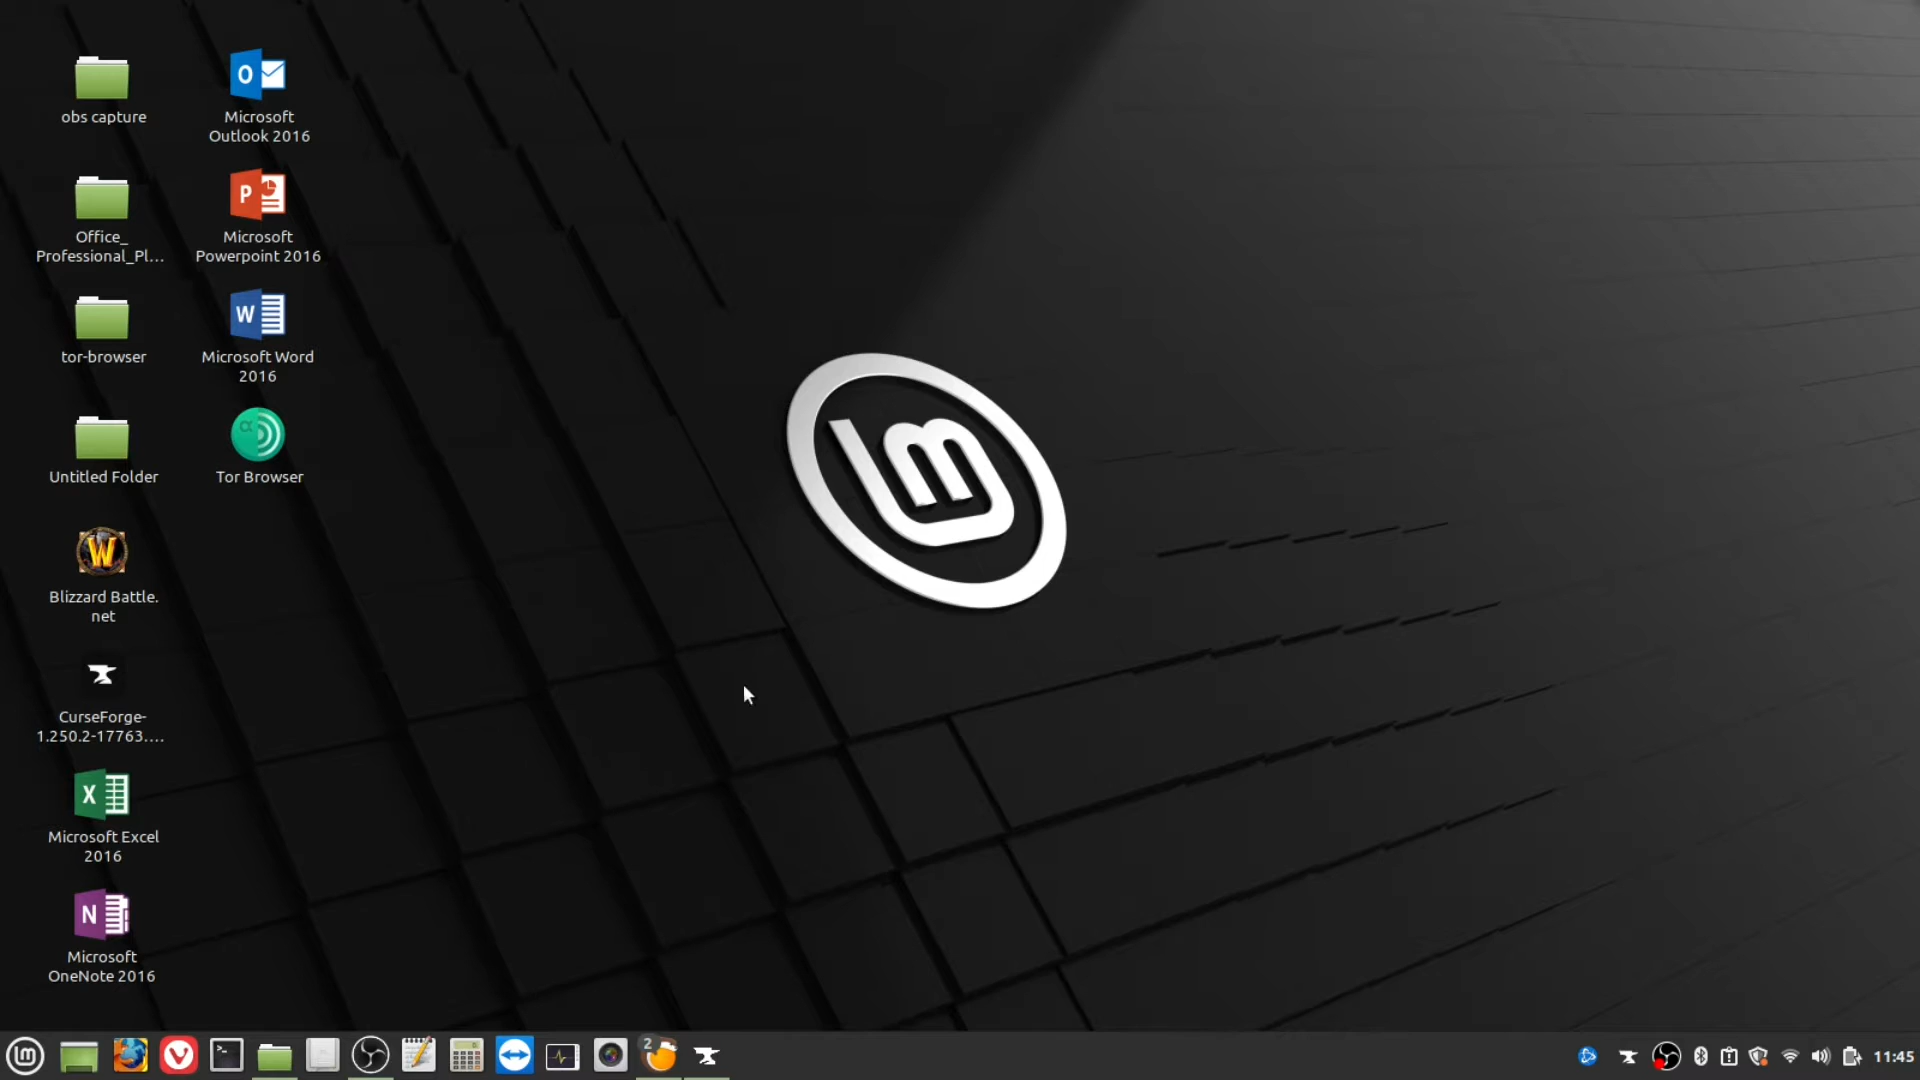 obs capture
Microsoft
Outlook 2016
Office_
Professional_Pl...
Microsoft
Powerpoint 2016
tor-browser
Microsoft Word
2016
Untitled Folder
Tor Browser
Blizzard Battle.
net
CurseForge-
1.250.2-17763....
Microsoft Excel
2016
Microsoft
OneNote 2016
2
11:45